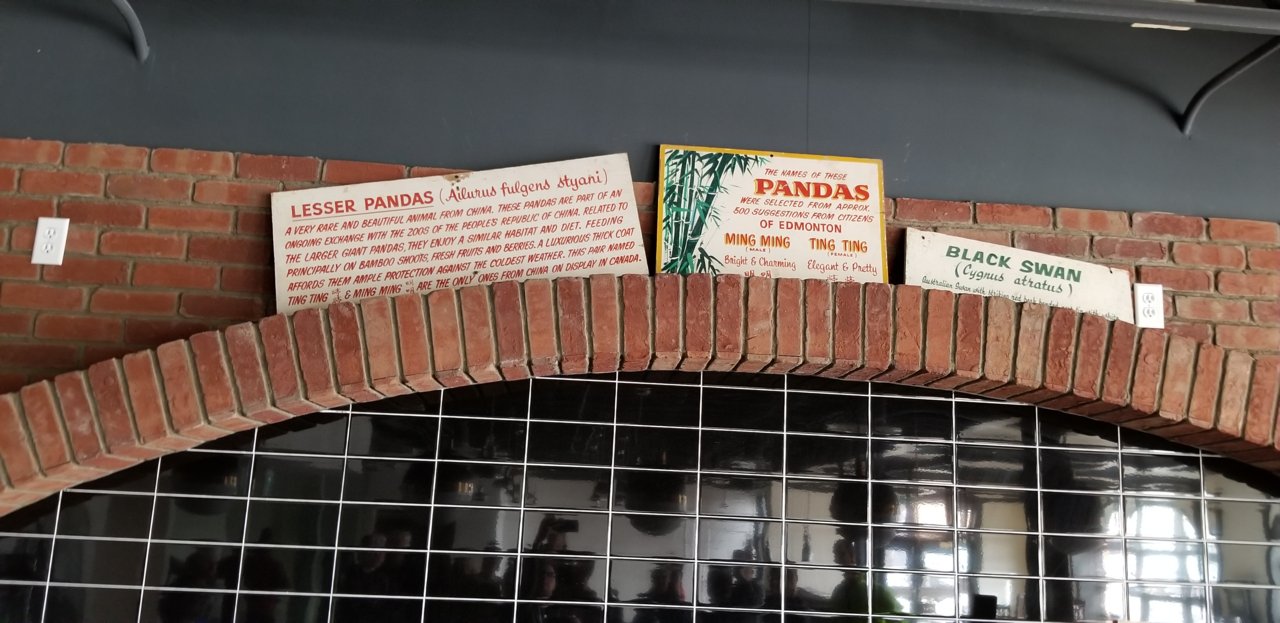 LESSER PANDAS (Ailurus fulgens styani)
A VERY RARE AND BEAUTIFUL ANIMAL FROM CHINA. THESE PANDAS ARE PART OF AN
ONGOING EXCHANGE WITH THE ZOOS OF THE PEOPLE'S REPUBLIC OF CHINA. RELATED TO
THE LARGER GIANT PANDAS, THEY ENJOY A SIMILAR HABITAT AND DIET, FEEDING
PRINCIPALLY ON BAMBOO SHOOTS, FRESH FRUITS AND BERRIES. A LUXURIOUS THICK COAT
AFFORDS THEM AMPLE PROTECTION AGAINST THE COLDEST WEATHER. THIS PAIR NAMED
TING TING & MING MING ARE THE ONLY ONES FROM CHINA ON DISPLAY IN CANADA.
THE NAMES OF THESE
PANDAS
WERE SELECTED FROM APPROX.
500 SUGGESTIONS FROM CITIZENS
OF EDMONTON
MING MING TING TING
(MALE) (FEMALE)
Bright & Charming Elegant & Pretty
BLACK SWAN
(Cygnus atratus)
Australian Swan with